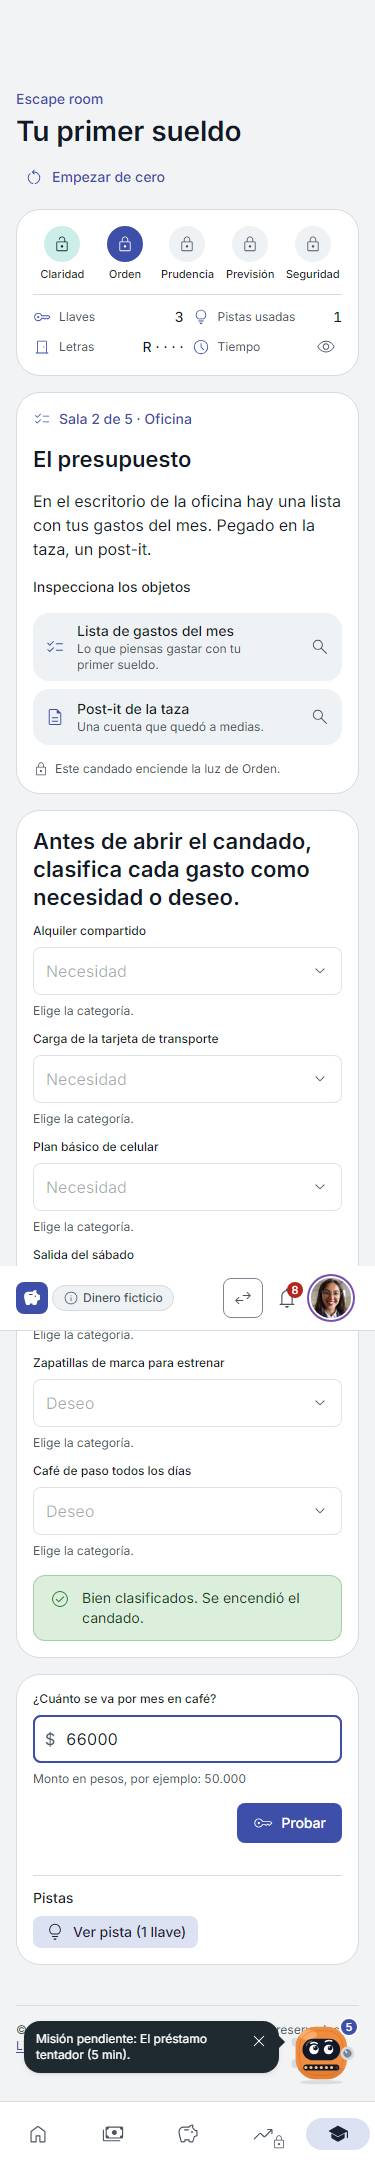 Escape room
Tu primer sueldo
Empezar de cero
Claridad
Orden
Prudencia
Previsión
Seguridad
Llaves 3
Pistas usadas 1
Letras R · · · ·
Tiempo
Sala 2 de 5 · Oficina
El presupuesto
En el escritorio de la oficina hay una lista
con tus gastos del mes. Pegado en la
taza, un post-it.
Inspecciona los objetos
Lista de gastos del mes
Lo que piensas gastar con tu
primer sueldo.
Post-it de la taza
Una cuenta que quedó a medias.
Este candado enciende la luz de Orden.
Antes de abrir el candado,
clasifica cada gasto como
necesidad o deseo.
Alquiler compartido
Necesidad
Elige la categoría.
Carga de la tarjeta de transporte
Necesidad
Elige la categoría.
Plan básico de celular
Necesidad
Elige la categoría.
Salida del sábado
Dinero ficticio
8
Elige la categoría.
Zapatillas de marca para estrenar
Deseo
Elige la categoría.
Café de paso todos los días
Deseo
Elige la categoría.
Bien clasificados. Se encendió el
candado.
¿Cuánto se va por mes en café?
$ 66000
Monto en pesos, por ejemplo: 50.000
Probar
Pistas
Ver pista (1 llave)
©
5
Misión pendiente: El préstamo
tentador (5 min).